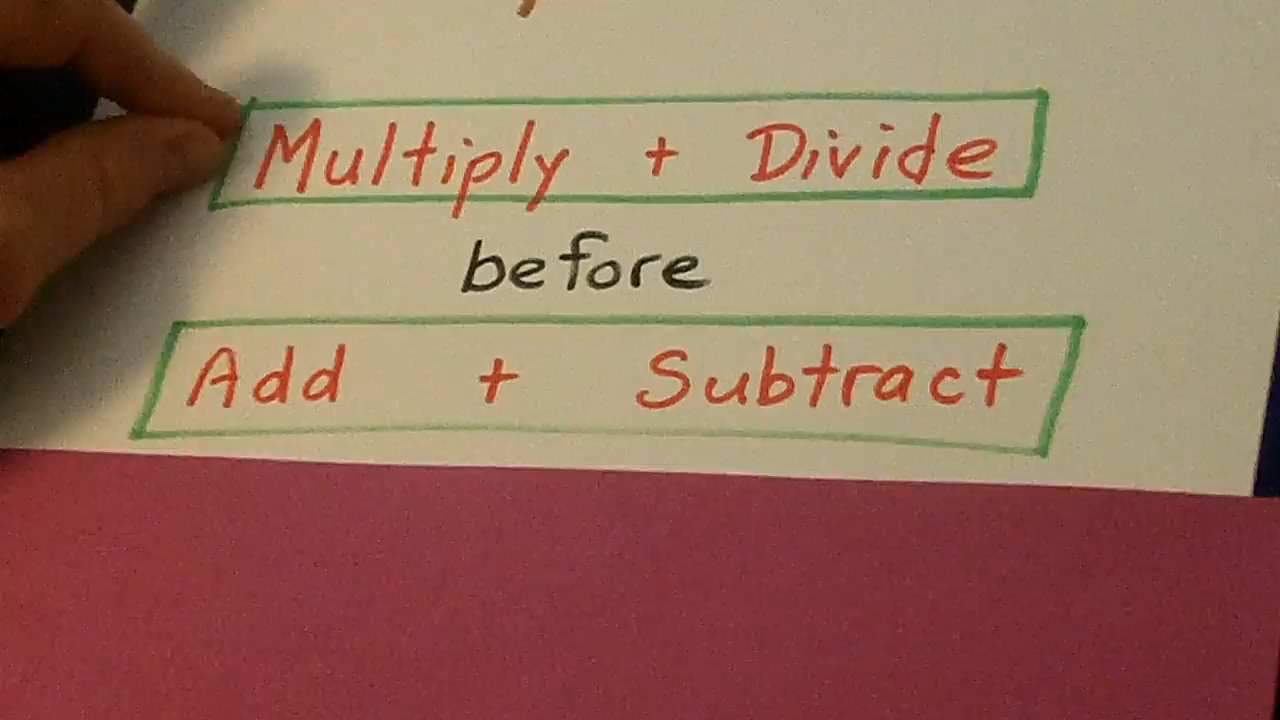 Multiply + Divide
before
Add + Subtract